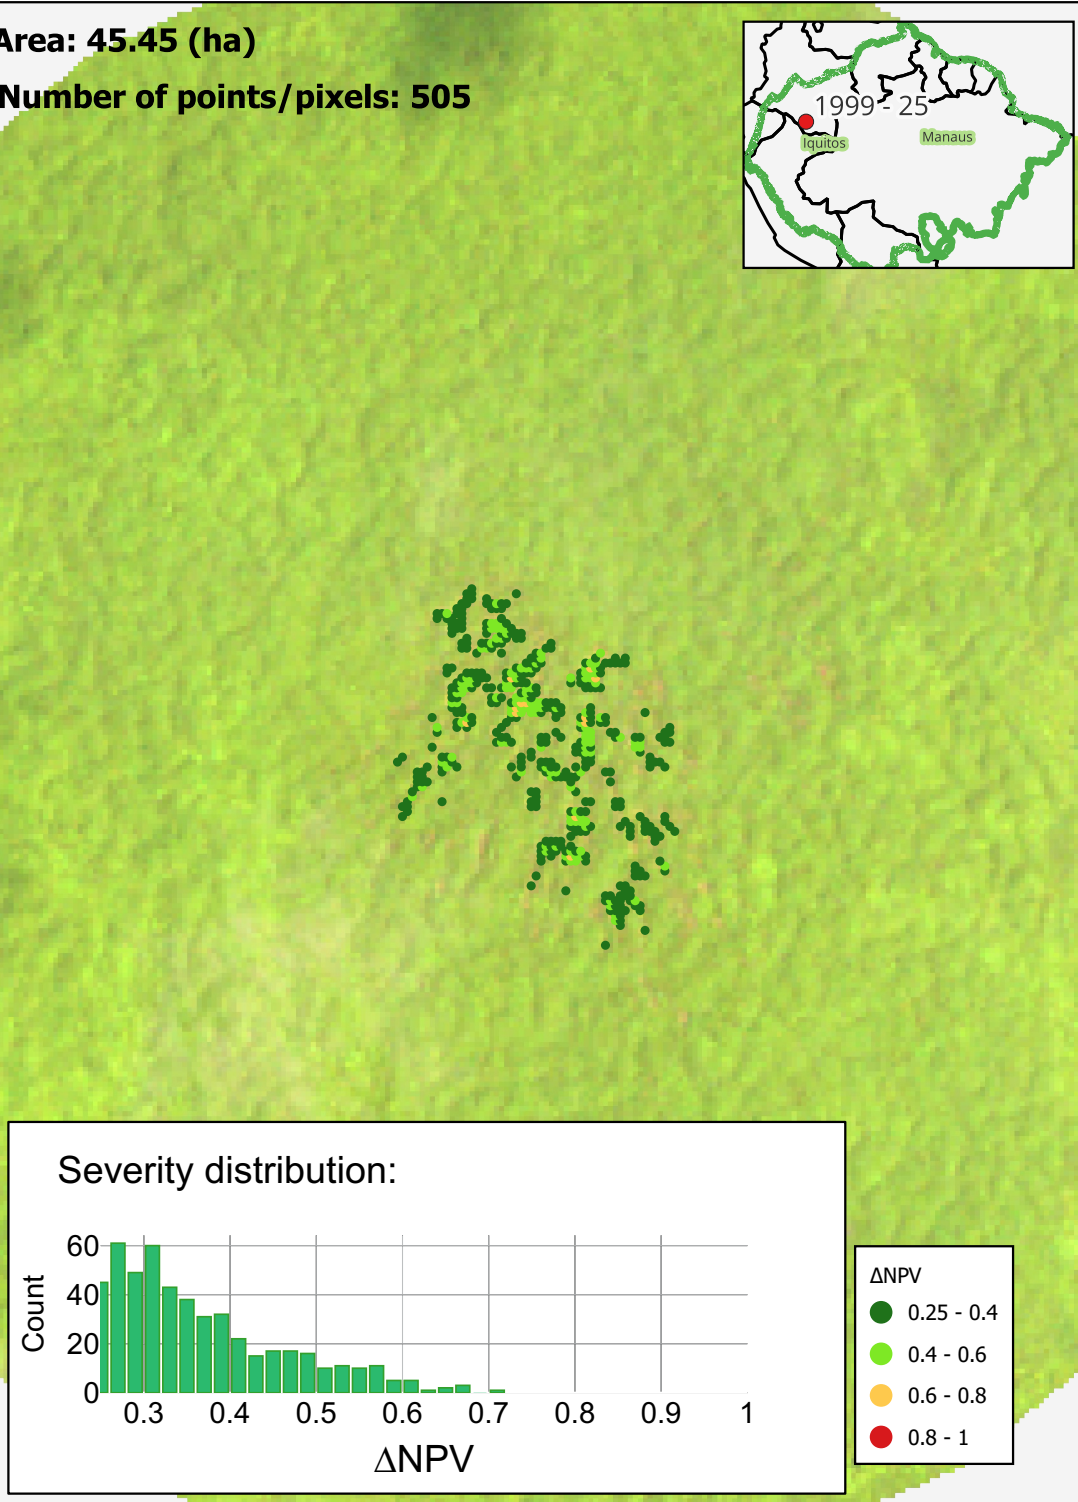 Area: 45.45 (ha)
Number of points/pixels: 505
1999 - 25
Iquitos
Manaus
Severity distribution:
Count
60
40
20
0
0.3 0.4 0.5 0.6 0.7 0.8 0.9 1
ΔNPV
ΔNPV
0.25 - 0.4
0.4 - 0.6
0.6 - 0.8
0.8 - 1